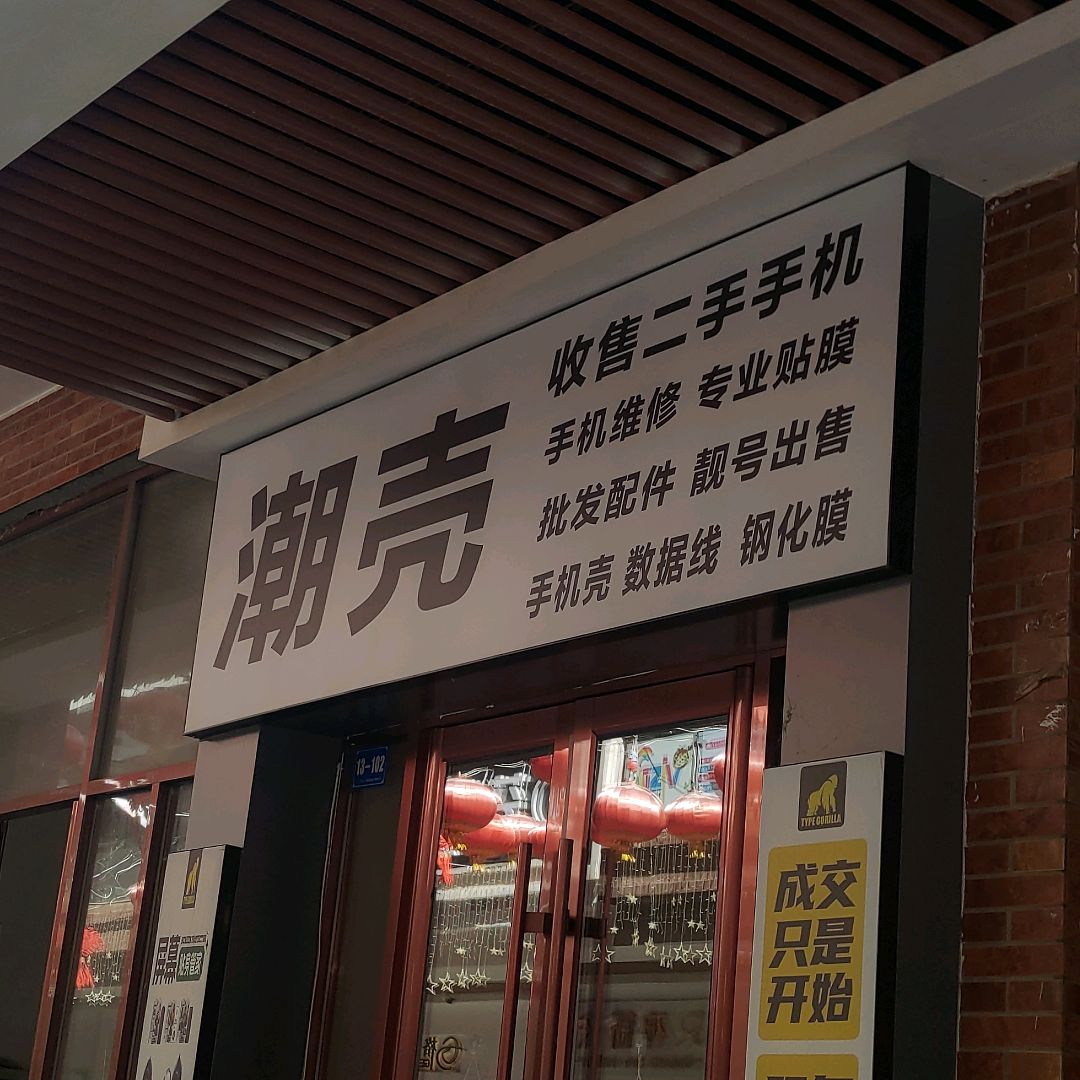 潮壳
收售二手手机
手机维修 专业贴膜
批发配件 靓号出售
手机壳 数据线 钢化膜
13-102
TYPE GORILLA
成交
只是
开始
屏幕